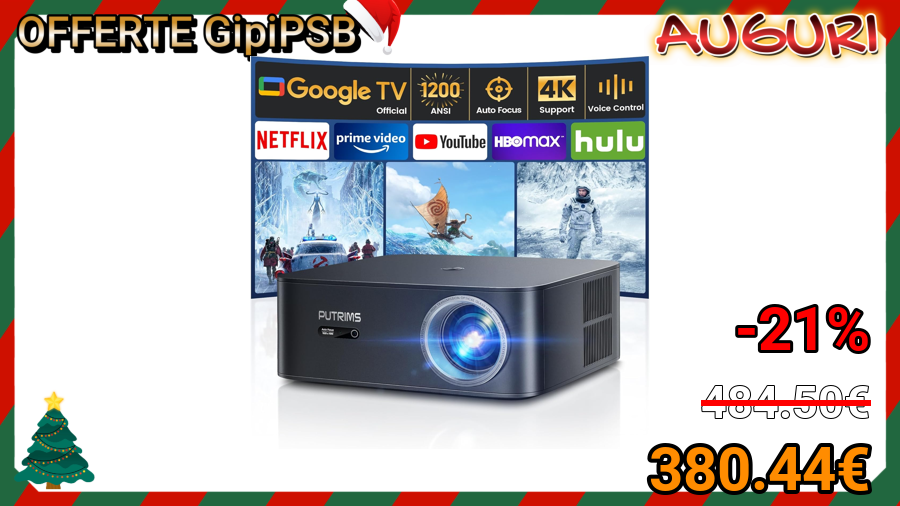 OFFERTE GipiPSB
AUGURI
Google TV
Official
1200
ANSI
Auto Focus
4K
Support
Voice Control
NETFLIX
prime video
YouTube
HBOmax
hulu
PUTRIMS
-21%
484.50€
380.44€